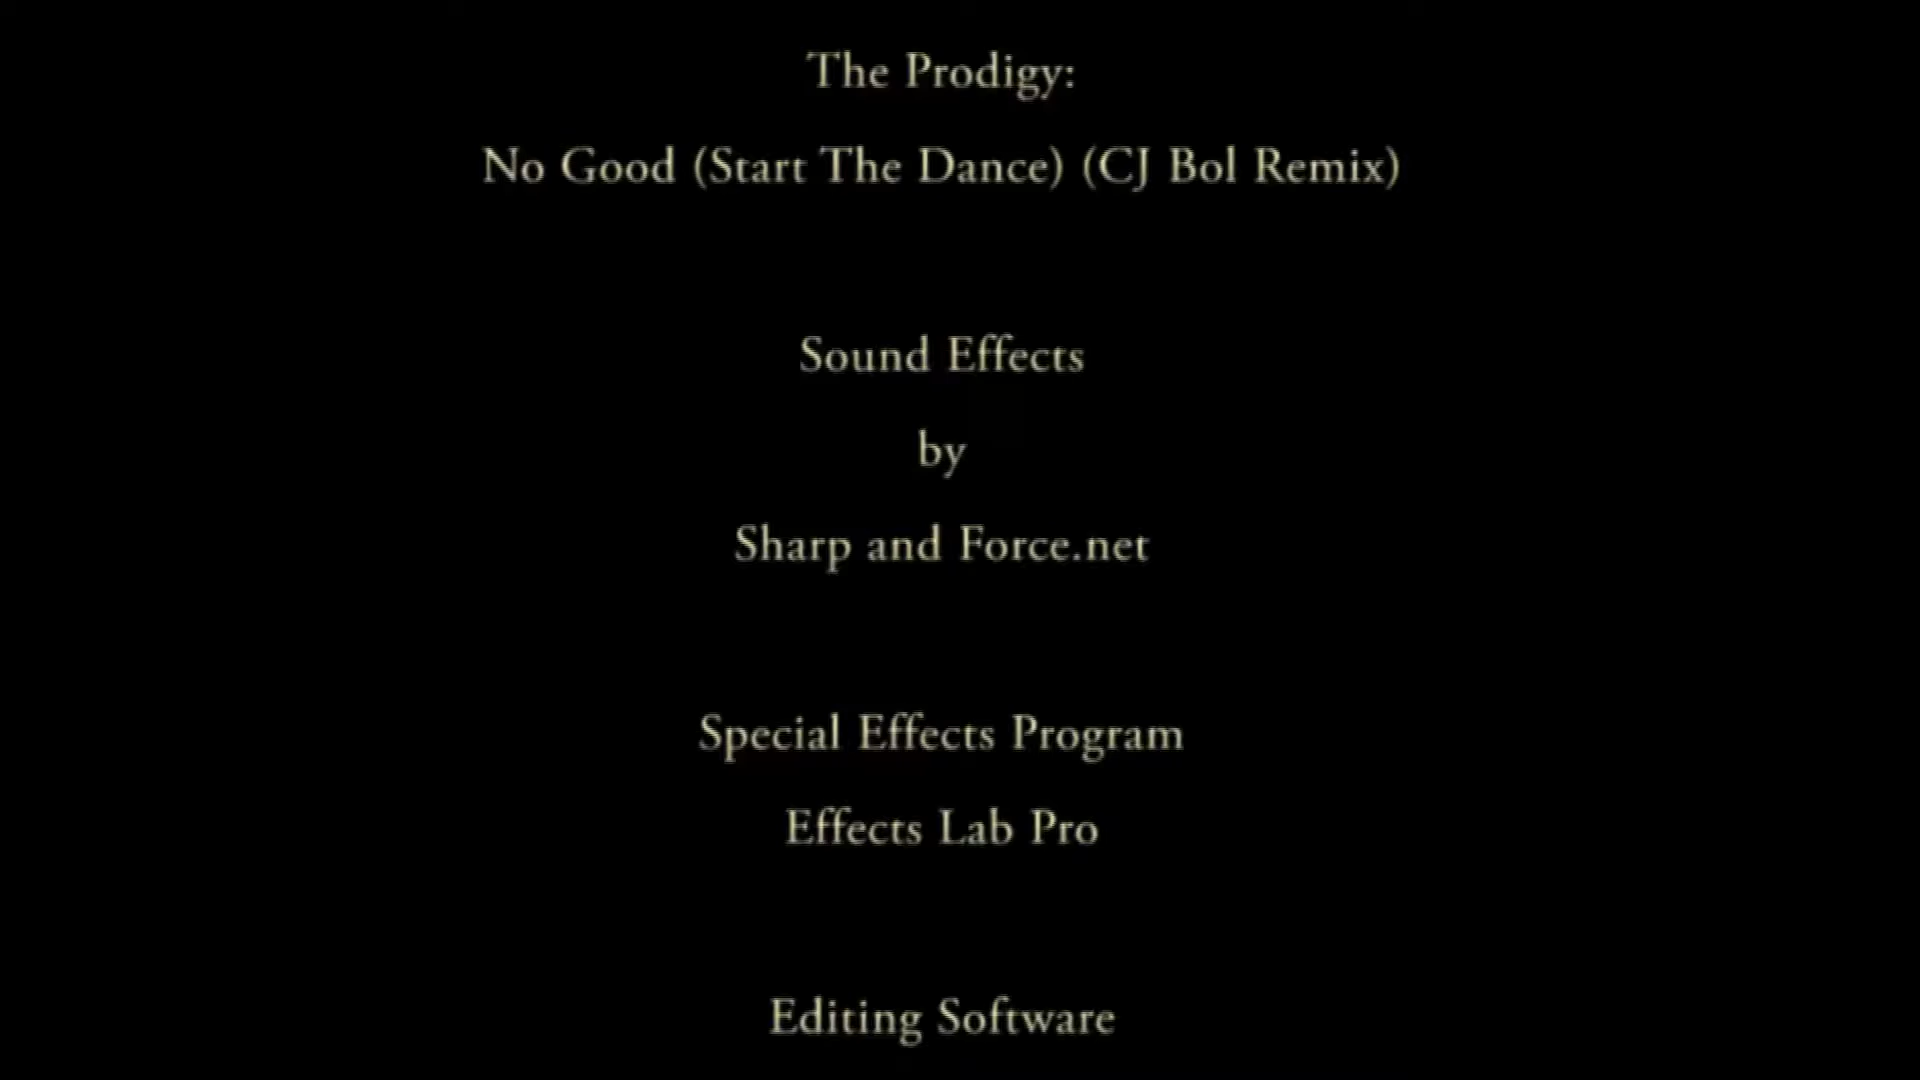 The Prodigy:
No Good (Start The Dance) (CJ Bol Remix)
Sound Effects
by
Sharp and Force.net
Special Effects Program
Effects Lab Pro
Editing Software